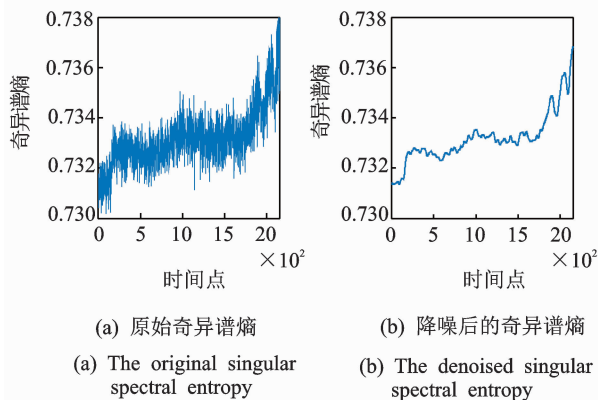 0.738
0.736
0.734
0.732
0.730
奇异谱熵
0 5 10 15 20
×10²
时间点
(a) 原始奇异谱熵
(a) The original singular
spectral entropy
0.738
0.736
0.734
0.732
0.730
奇异谱熵
0 5 10 15 20
×10²
时间点
(b) 降噪后的奇异谱熵
(b) The denoised singular
spectral entropy